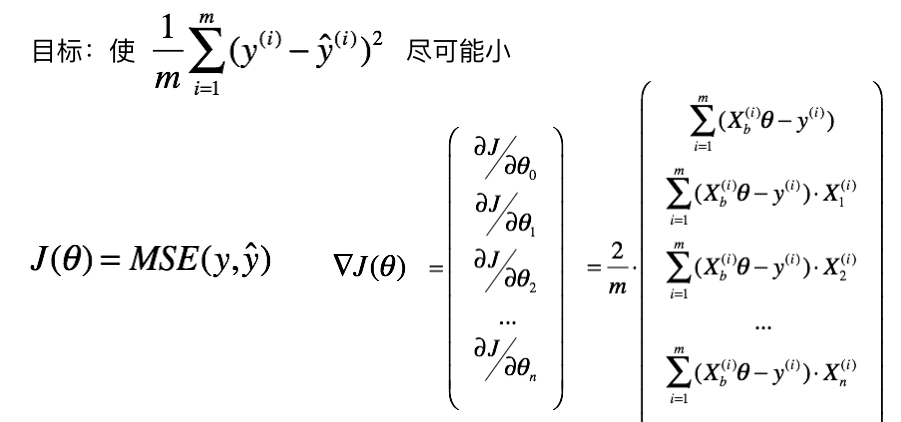 目标：使 $\frac{1}{m}\sum_{i=1}^{m}(y^{(i)}-\hat{y}^{(i)})^2$ 尽可能小
$J(\theta)=MSE(y,\hat{y})$ $\nabla J(\theta)=\begin{pmatrix}\partial J/\partial\theta_0\\ \partial J/\partial\theta_1\\ \partial J/\partial\theta_2\\ ...\\ \partial J/\partial\theta_n\end{pmatrix}=\frac{2}{m}\cdot\begin{pmatrix}\sum_{i=1}^{m}(X_b^{(i)}\theta-y^{(i)})\\ \sum_{i=1}^{m}(X_b^{(i)}\theta-y^{(i)})\cdot X_1^{(i)}\\ \sum_{i=1}^{m}(X_b^{(i)}\theta-y^{(i)})\cdot X_2^{(i)}\\ ...\\ \sum_{i=1}^{m}(X_b^{(i)}\theta-y^{(i)})\cdot X_n^{(i)}\end{pmatrix}$